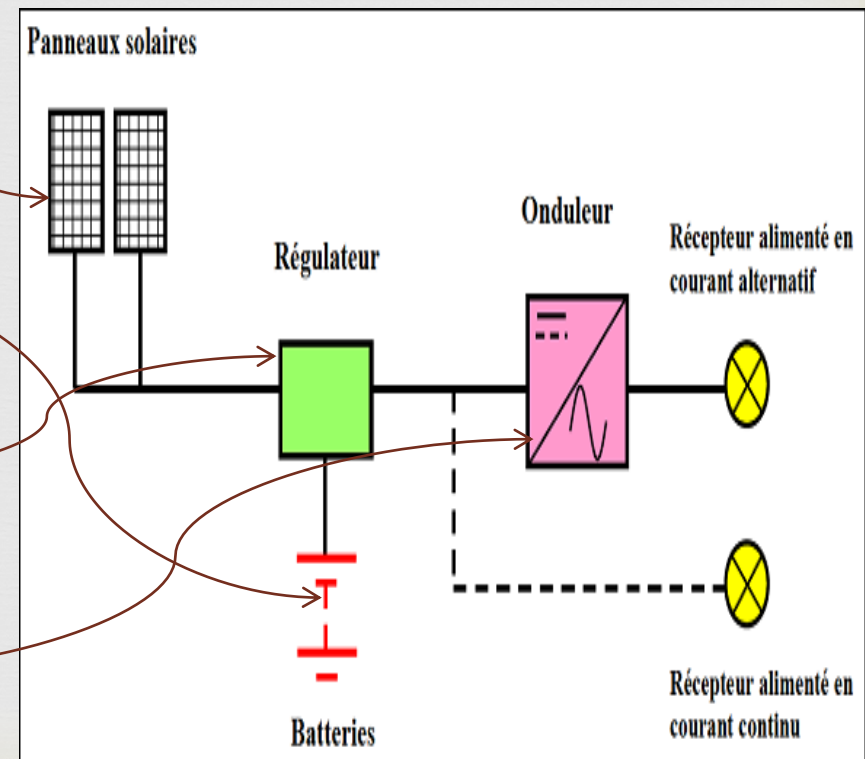 Panneaux solaires
Onduleur
Récepteur alimenté en
courant alternatif
Régulateur
Récepteur alimenté en
courant continu
Batteries